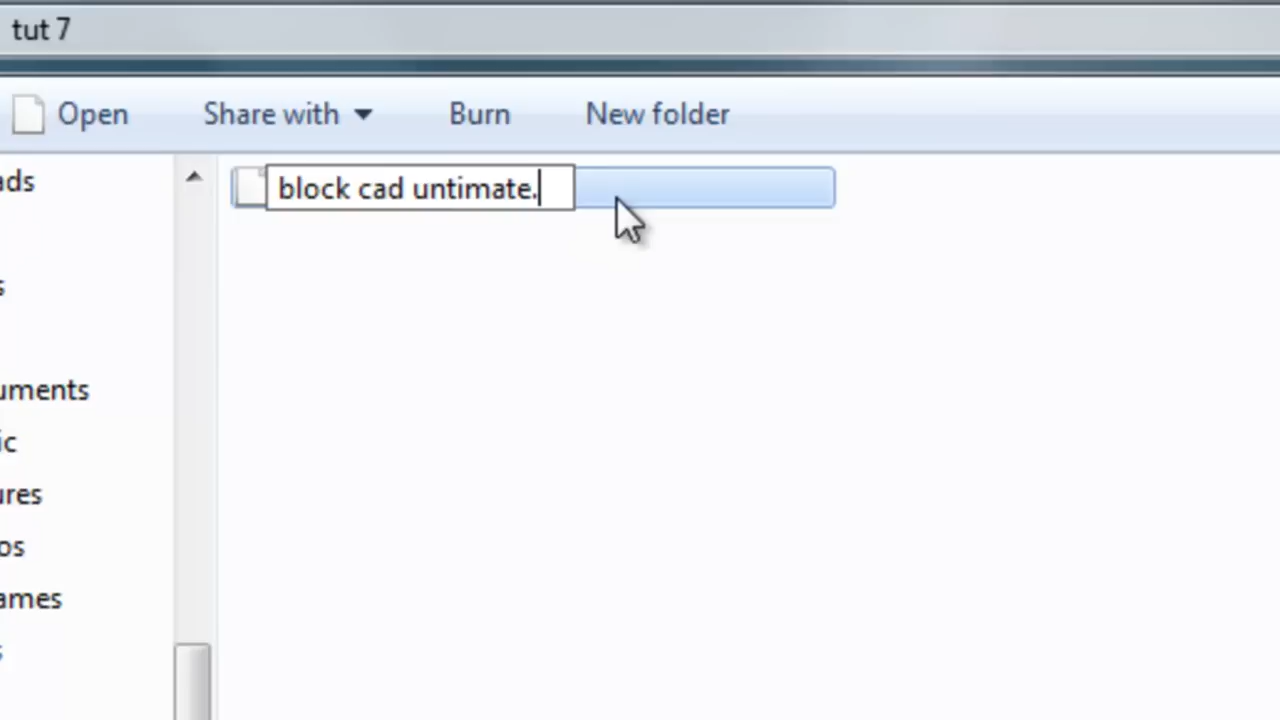 tut 7
Open Share with Burn New folder
block cad untimate.
ads
s
uments
ic
ures
os
ames
s